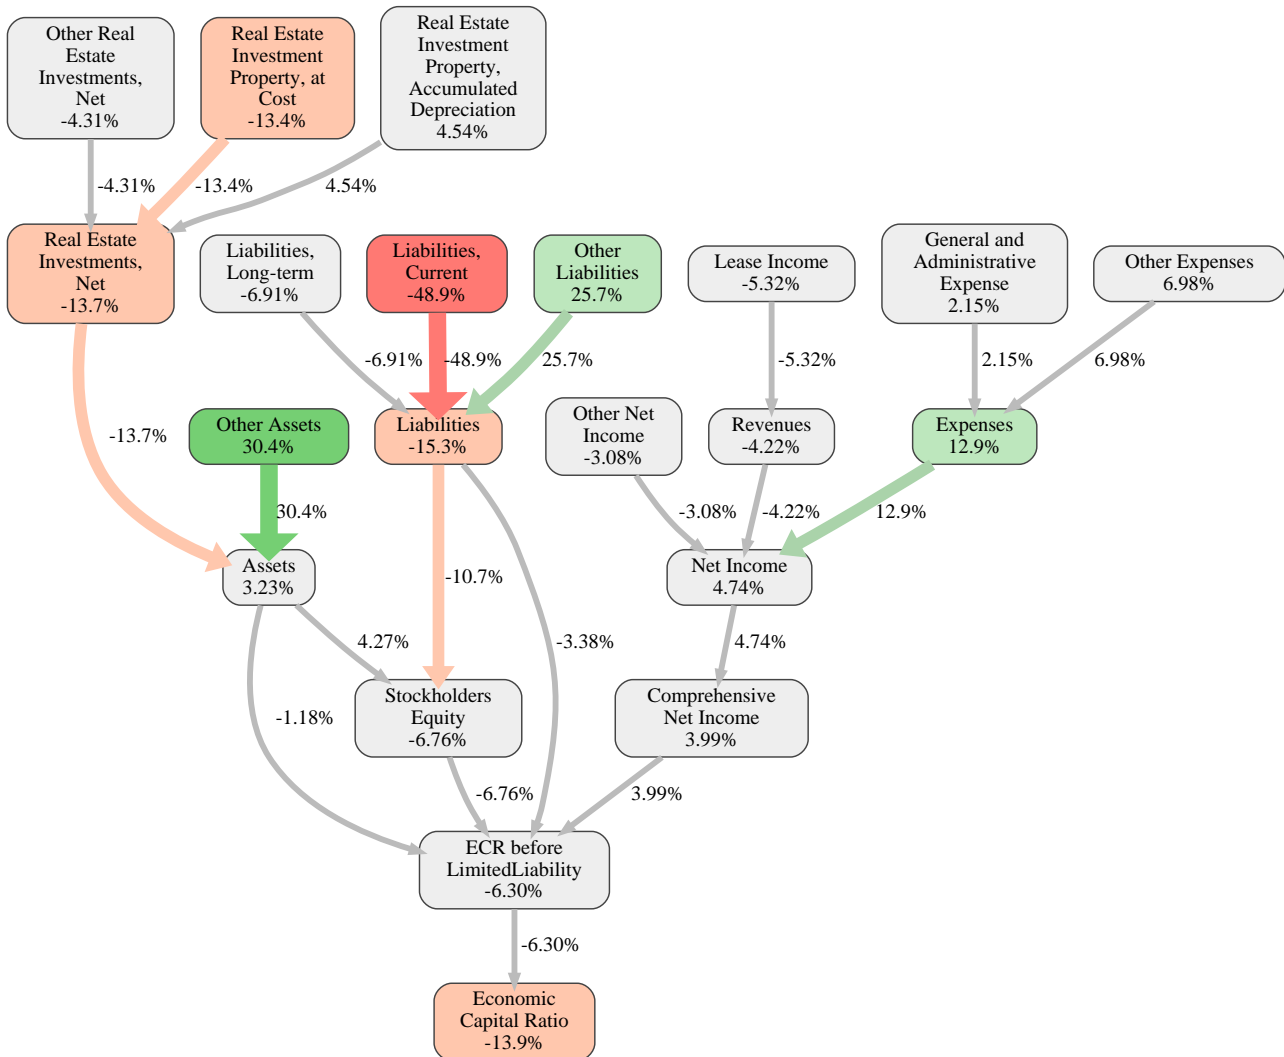 Other Real
Estate
Investments,
Net
-4.31%
Real Estate
Investment
Property, at
Cost
-13.4%
Real Estate
Investment
Property,
Accumulated
Depreciation
4.54%
-4.31%
-13.4%
4.54%
Real Estate
Investments,
Net
-13.7%
Liabilities,
Long-term
-6.91%
Liabilities,
Current
-48.9%
Other
Liabilities
25.7%
Lease Income
-5.32%
General and
Administrative
Expense
2.15%
Other Expenses
6.98%
-6.91%
-48.9%
25.7%
-5.32%
2.15%
6.98%
-13.7%
Other Assets
30.4%
Liabilities
-15.3%
Other Net
Income
-3.08%
Revenues
-4.22%
Expenses
12.9%
30.4%
-3.08%
-4.22%
12.9%
Assets
3.23%
-10.7%
Net Income
4.74%
4.27%
-3.38%
4.74%
-1.18%
Stockholders
Equity
-6.76%
Comprehensive
Net Income
3.99%
-6.76%
3.99%
ECR before
LimitedLiability
-6.30%
-6.30%
Economic
Capital Ratio
-13.9%